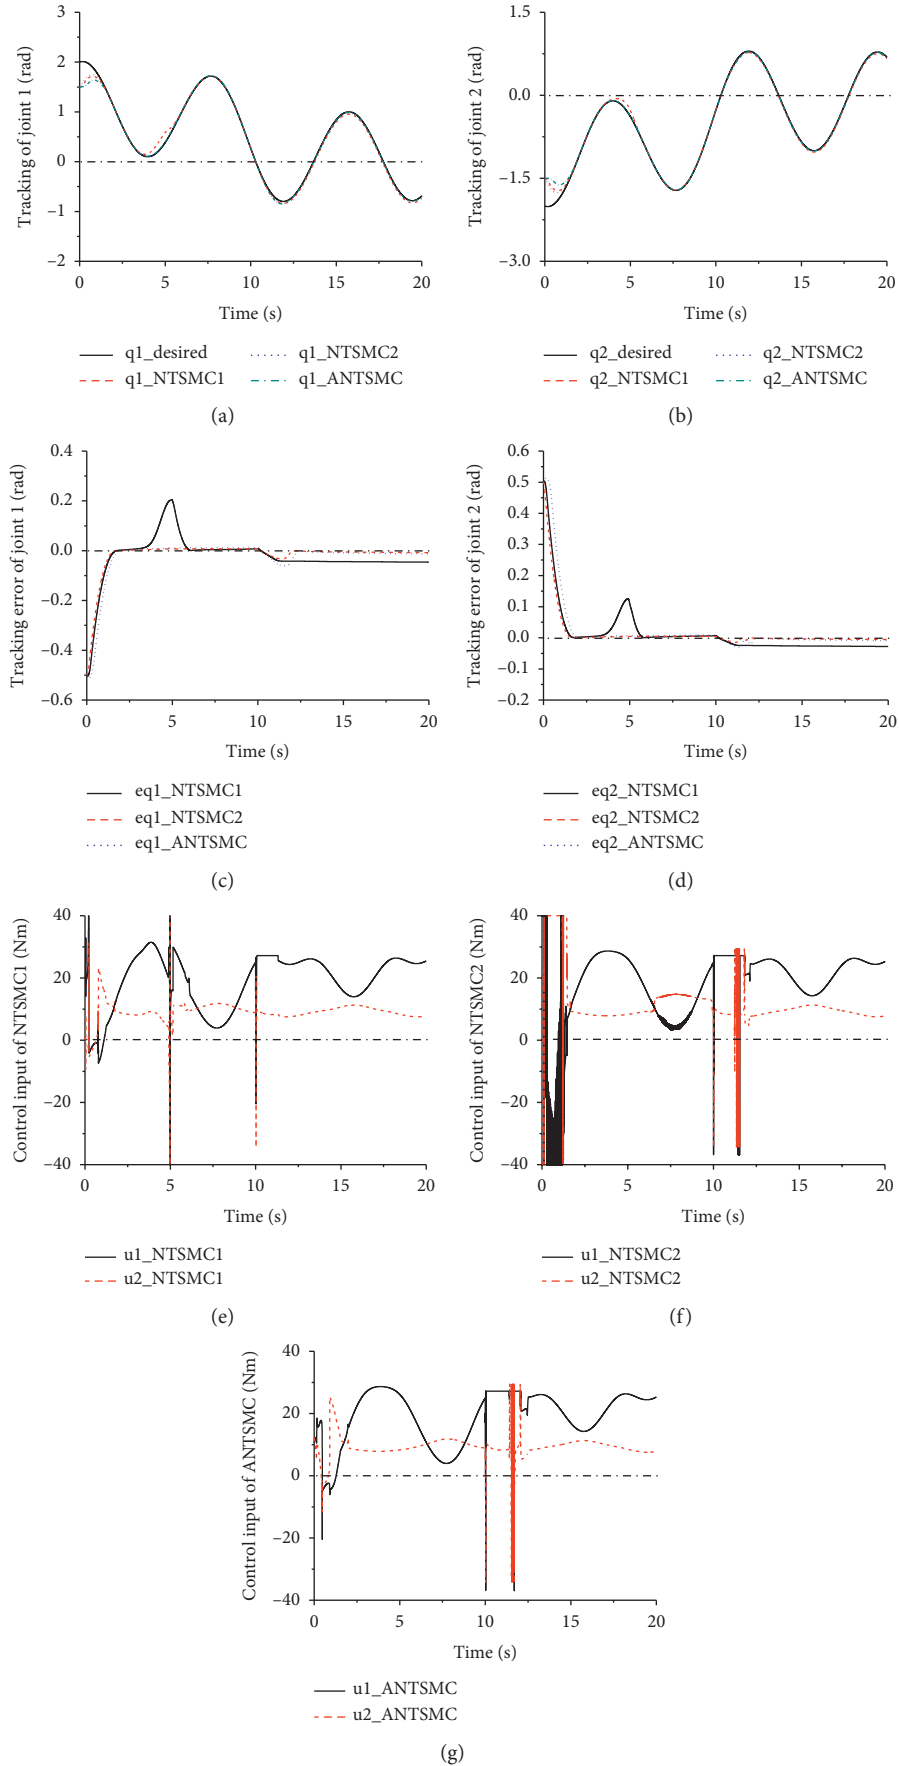 3
2
1
0
–1
–2
Tracking of joint 1 (rad)
0 5 10 15 20
Time (s)
q1_desired q1_NTSMC2
q1_NTSMC1 q1_ANTSMC
(a)
1.5
0.0
–1.5
–3.0
Tracking of joint 2 (rad)
0 5 10 15 20
Time (s)
q2_desired q2_NTSMC2
q2_NTSMC1 q2_ANTSMC
(b)
0.4
0.2
0.0
–0.2
–0.4
–0.6
Tracking error of joint 1 (rad)
0 5 10 15 20
Time (s)
eq1_NTSMC1
eq1_NTSMC2
eq1_ANTSMC
(c)
0.6
0.5
0.4
0.3
0.2
0.1
0.0
–0.1
–0.2
Tracking error of joint 2 (rad)
0 5 10 15 20
Time (s)
eq2_NTSMC1
eq2_NTSMC2
eq2_ANTSMC
(d)
40
20
0
–20
–40
Control input of NTSMC1 (Nm)
0 5 10 15 20
Time (s)
u1_NTSMC1
u2_NTSMC1
(e)
40
20
0
–20
–40
Control input of NTSMC2 (Nm)
0 5 10 15 20
Time (s)
u1_NTSMC2
u2_NTSMC2
(f)
40
20
0
–20
–40
Control input of ANTSMC (Nm)
0 5 10 15 20
Time (s)
u1_ANTSMC
u2_ANTSMC
(g)